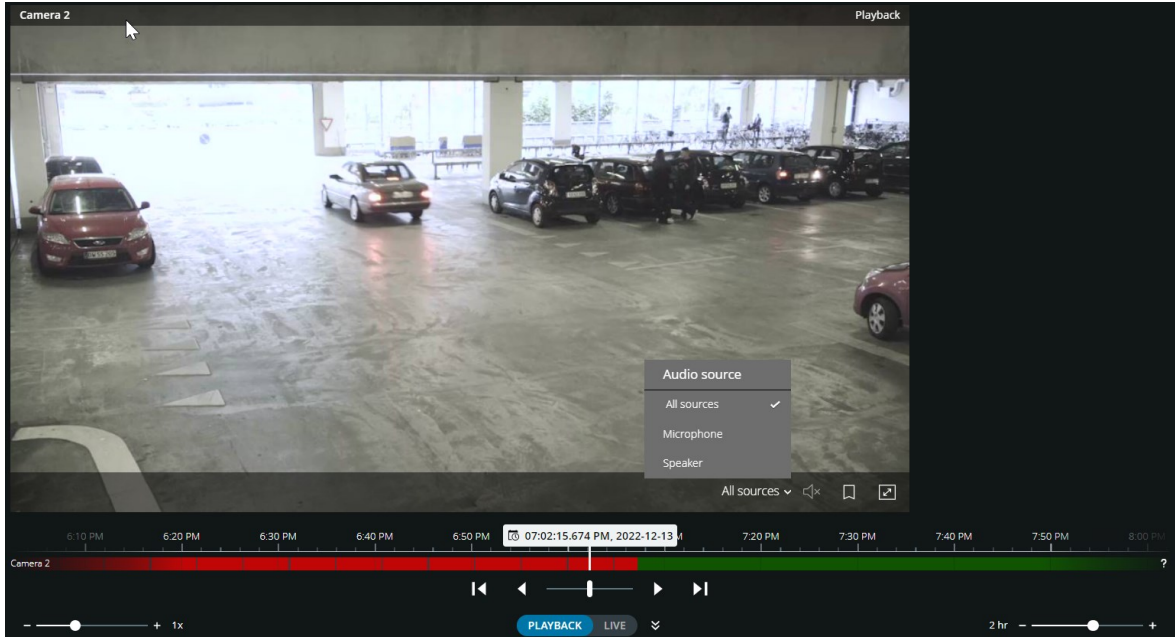 Camera 2 Playback
Audio source
All sources
Microphone
Speaker
All sources
6:10 PM 6:20 PM 6:30 PM 6:40 PM 6:50 PM 07:02:15.674 PM, 2022-12-13 7:20 PM 7:30 PM 7:40 PM 7:50 PM 8:00 PM
Camera 2 ?
1x PLAYBACK LIVE 2 hr